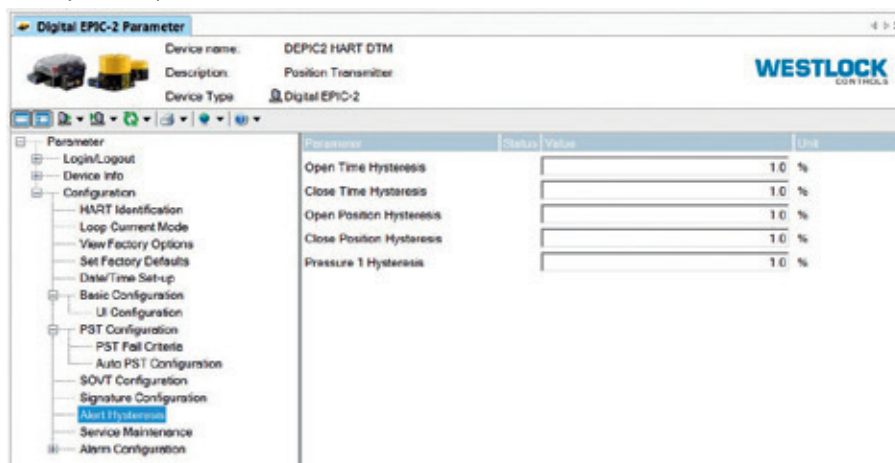 Digital EPIC-2 Parameter
Device name: DEPIC2 HART DTM
Description: Position Transmitter
Device Type Digital EPIC-2
WESTLOCK
CONTROLS
Parameter
Login/Logout
Device Info
Configuration
HART Identification
Loop Current Mode
View Factory Options
Set Factory Defaults
Date/Time Set-up
Basic Configuration
UI Configuration
PST Configuration
PST Fail Criteria
Auto PST Configuration
SOVT Configuration
Signature Configuration
Alert Hysteresis
Service Maintenance
Alarm Configuration
Parameter Status Value Unit
Open Time Hysteresis 1.0 %
Close Time Hysteresis 1.0 %
Open Position Hysteresis 1.0 %
Close Position Hysteresis 1.0 %
Pressure 1 Hysteresis 1.0 %